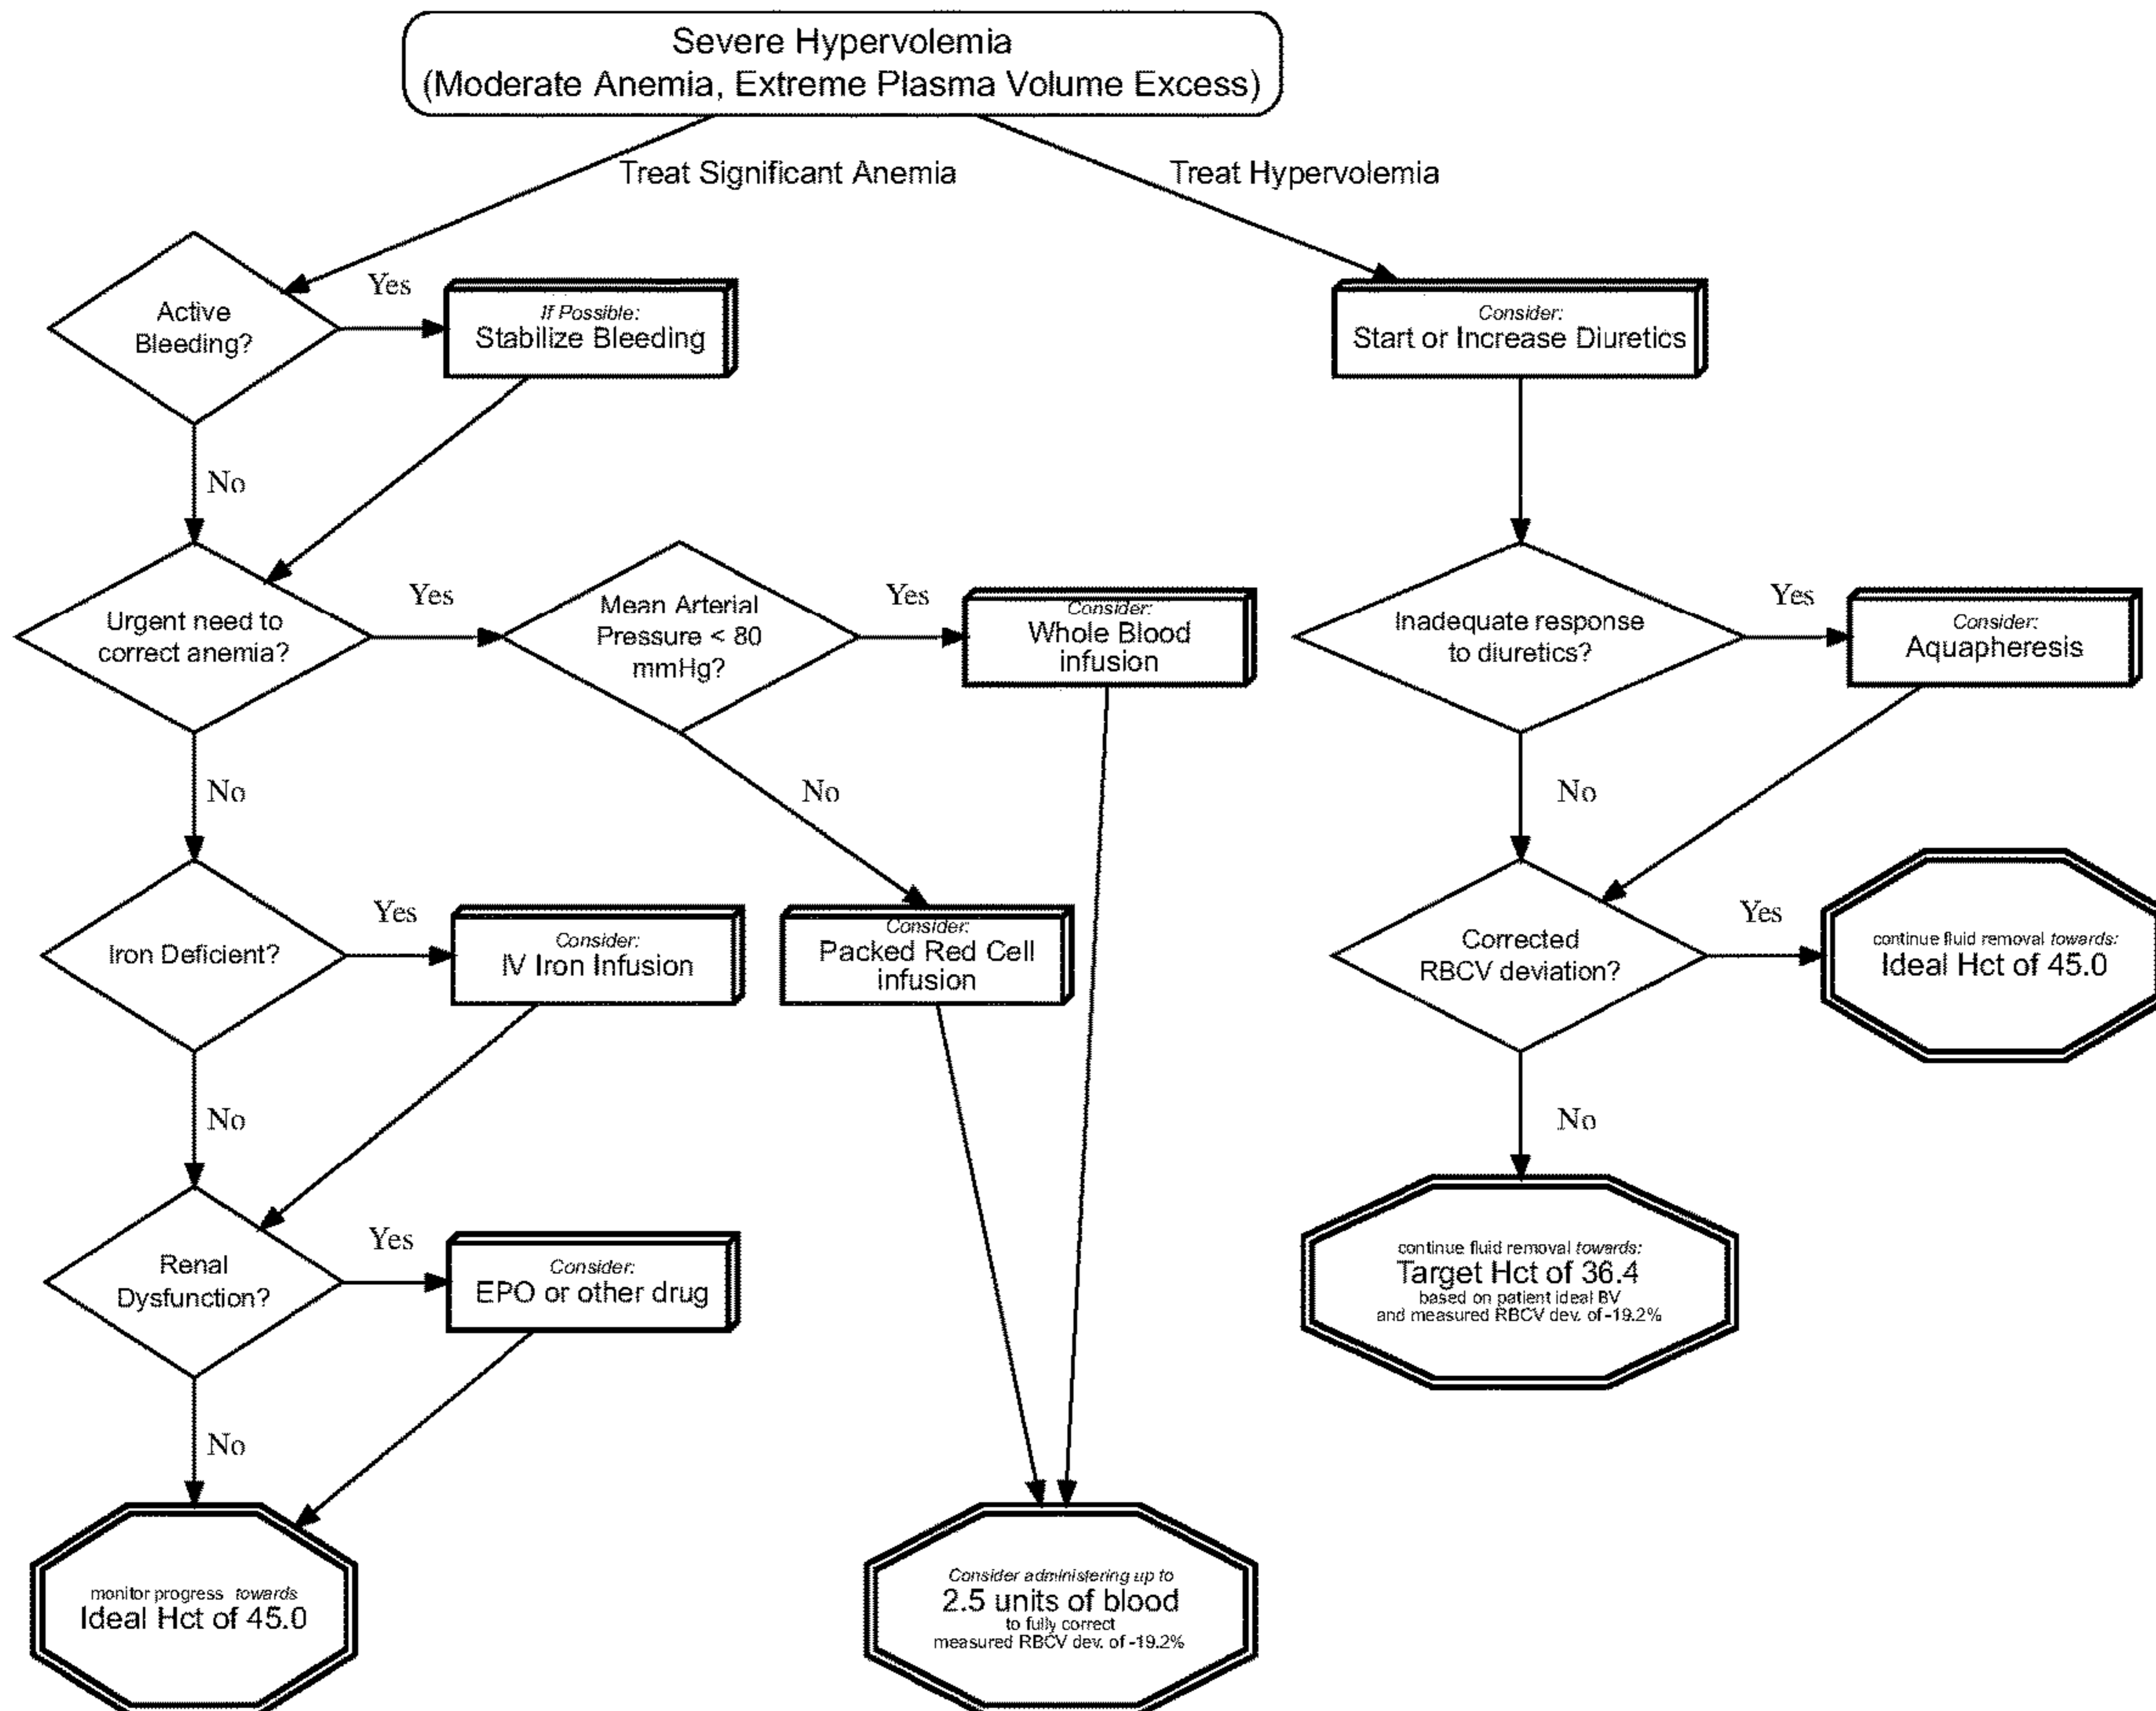 Severe Hypervolemia
(Moderate Anemia, Extreme Plasma Volume Excess)
Treat Significant Anemia
Treat Hypervolemia
Active
Bleeding?
Yes
If Possible:
Stabilize Bleeding
Consider:
Start or Increase Diuretics
No
Urgent need to
correct anemia?
Yes
Mean Arterial
Pressure < 80
mmHg?
Yes
Consider:
Whole Blood
infusion
Inadequate response
to diuretics?
Yes
Consider:
Aquapheresis
No
No
No
Iron Deficient?
Yes
Consider:
IV Iron Infusion
Consider:
Packed Red Cell
infusion
Corrected
RBCV deviation?
Yes
continue fluid removal towards:
Ideal Hct of 45.0
No
No
Renal
Dysfunction?
Yes
Consider:
EPO or other drug
continue fluid removal towards:
Target Hct of 36.4
based on patient ideal BV
and measured RBCV dev. of -19.2%
No
monitor progress towards
Ideal Hct of 45.0
Consider administering up to
2.5 units of blood
to fully correct
measured RBCV dev. of -19.2%